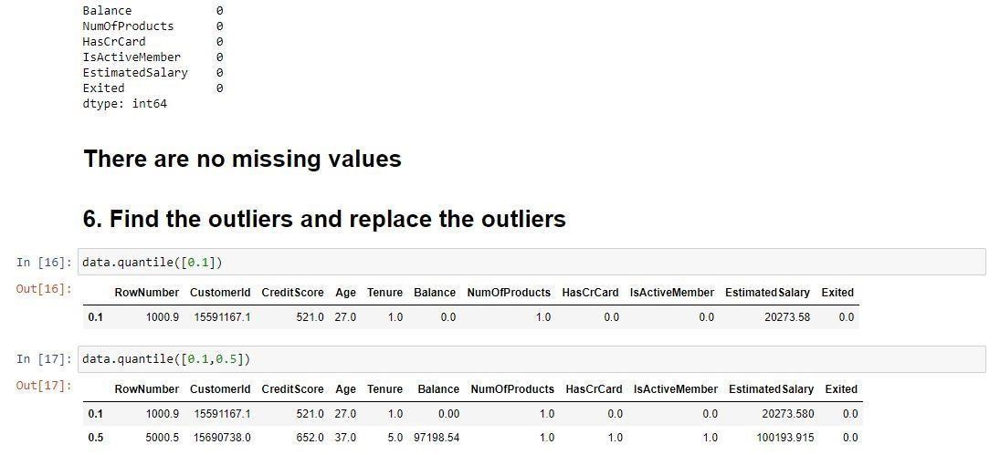 Balance 0
NumOfProducts 0
HasCrCard 0
IsActiveMember 0
EstimatedSalary 0
Exited 0
dtype: int64
There are no missing values
6. Find the outliers and replace the outliers
In [16]: data.quantile([0.1])
Out[16]:
RowNumber CustomerId CreditScore Age Tenure Balance NumOfProducts HasCrCard IsActiveMember EstimatedSalary Exited
0.1 1000.9 15591167.1 521.0 27.0 1.0 0.0 1.0 0.0 0.0 20273.58 0.0
In [17]: data.quantile([0.1,0.5])
Out[17]:
RowNumber CustomerId CreditScore Age Tenure Balance NumOfProducts HasCrCard IsActiveMember EstimatedSalary Exited
0.1 1000.9 15591167.1 521.0 27.0 1.0 0.00 1.0 0.0 0.0 20273.580 0.0
0.5 5000.5 15690738.0 652.0 37.0 5.0 97198.54 1.0 1.0 1.0 100193.915 0.0